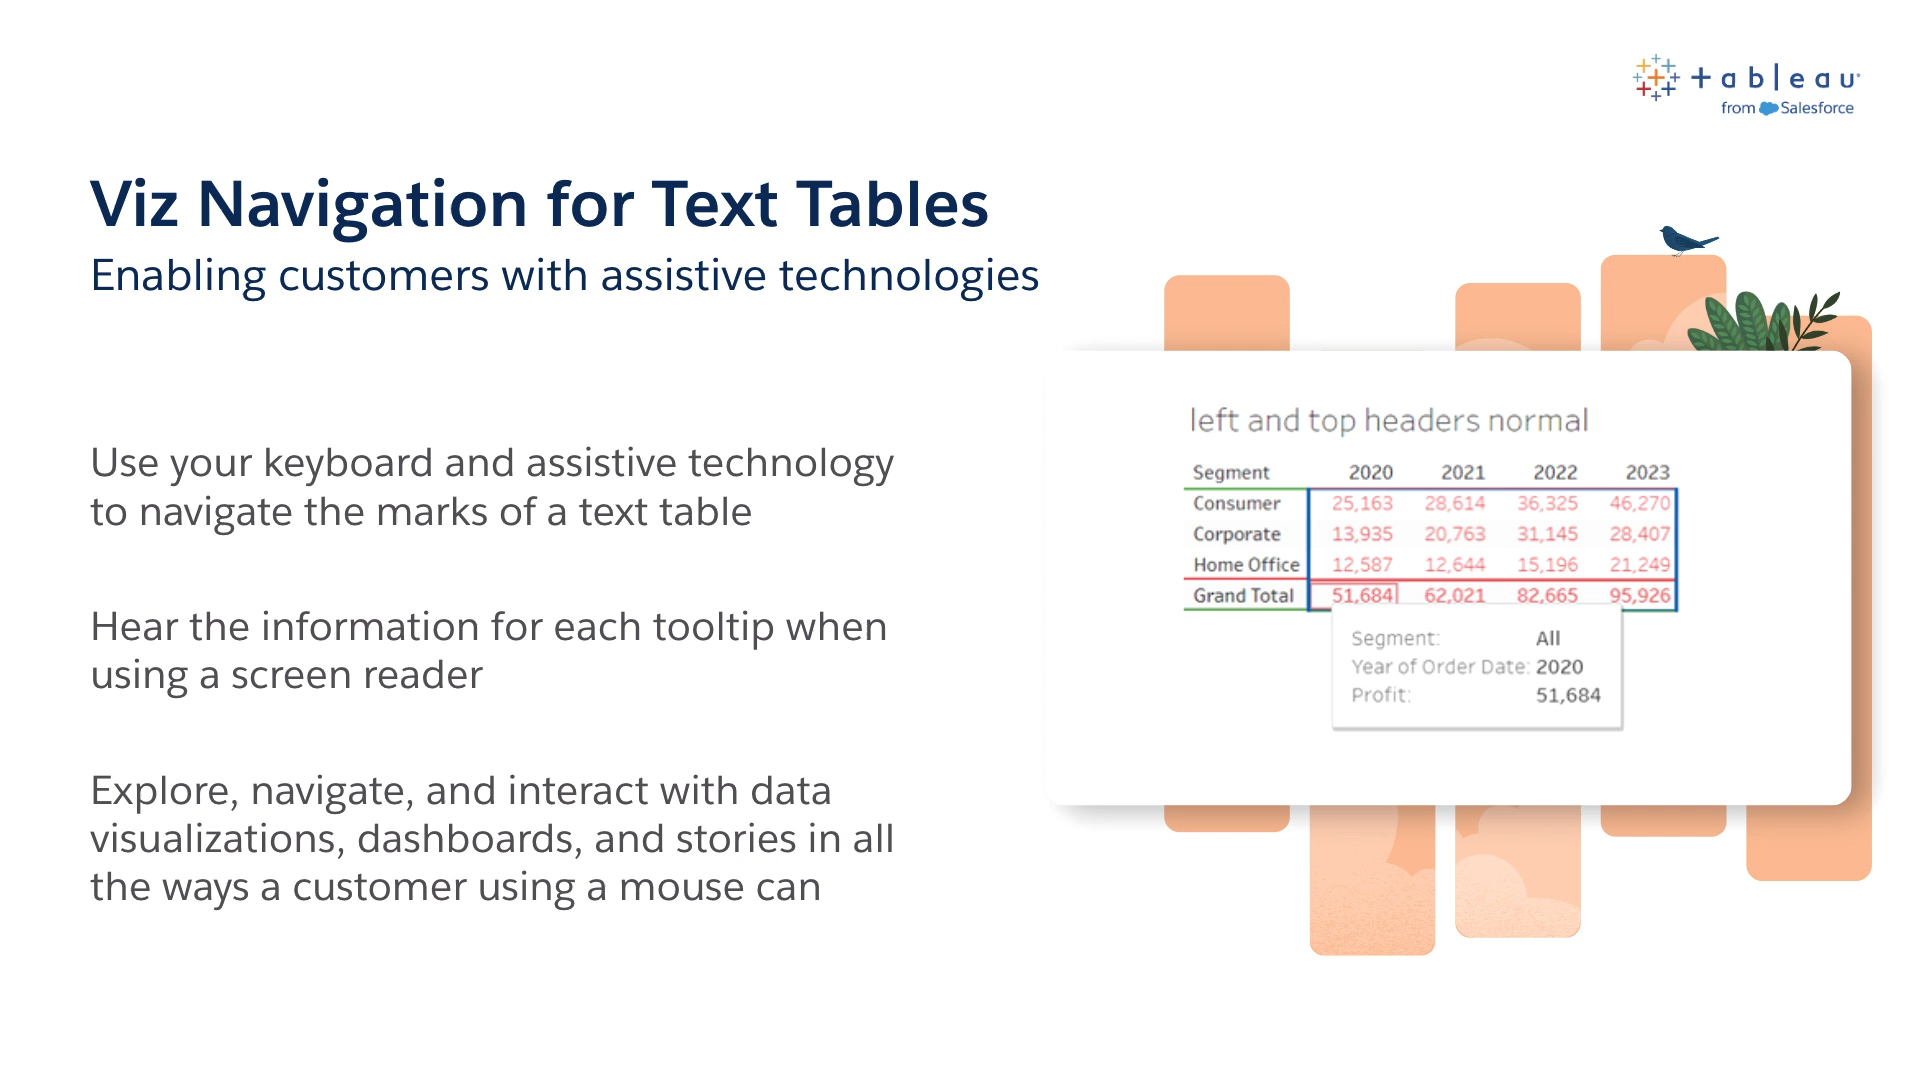 +ableau
from Salesforce
Viz Navigation for Text Tables
Enabling customers with assistive technologies
Use your keyboard and assistive technology
to navigate the marks of a text table
Hear the information for each tooltip when
using a screen reader
Explore, navigate, and interact with data
visualizations, dashboards, and stories in all
the ways a customer using a mouse can
left and top headers normal
Segment 2020 2021 2022 2023
Consumer 25,163 28,614 36,325 46,270
Corporate 13,935 20,763 31,145 28,407
Home Office 12,587 12,644 15,196 21,249
Grand Total 51,684 62,021 82,665 95,926
Segment: All
Year of Order Date: 2020
Profit: 51,684